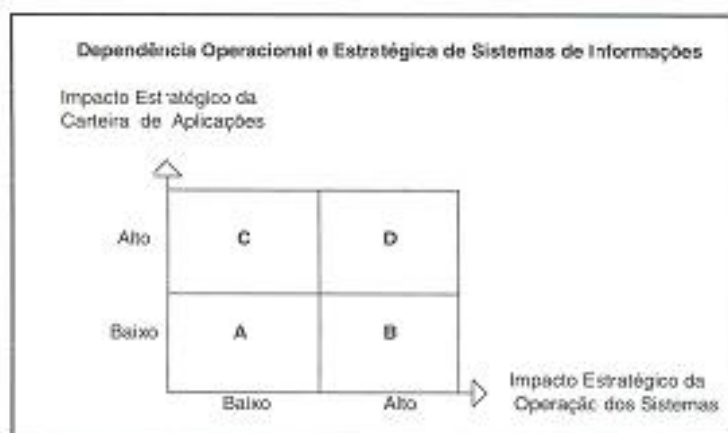 Dependência Operacional e Estratégica de Sistemas de Informações
Impacto Estratégico da
Carteira de Aplicações
Alto C D
Baixo A B
Baixo Alto
Impacto Estratégico da
Operação dos Sistemas